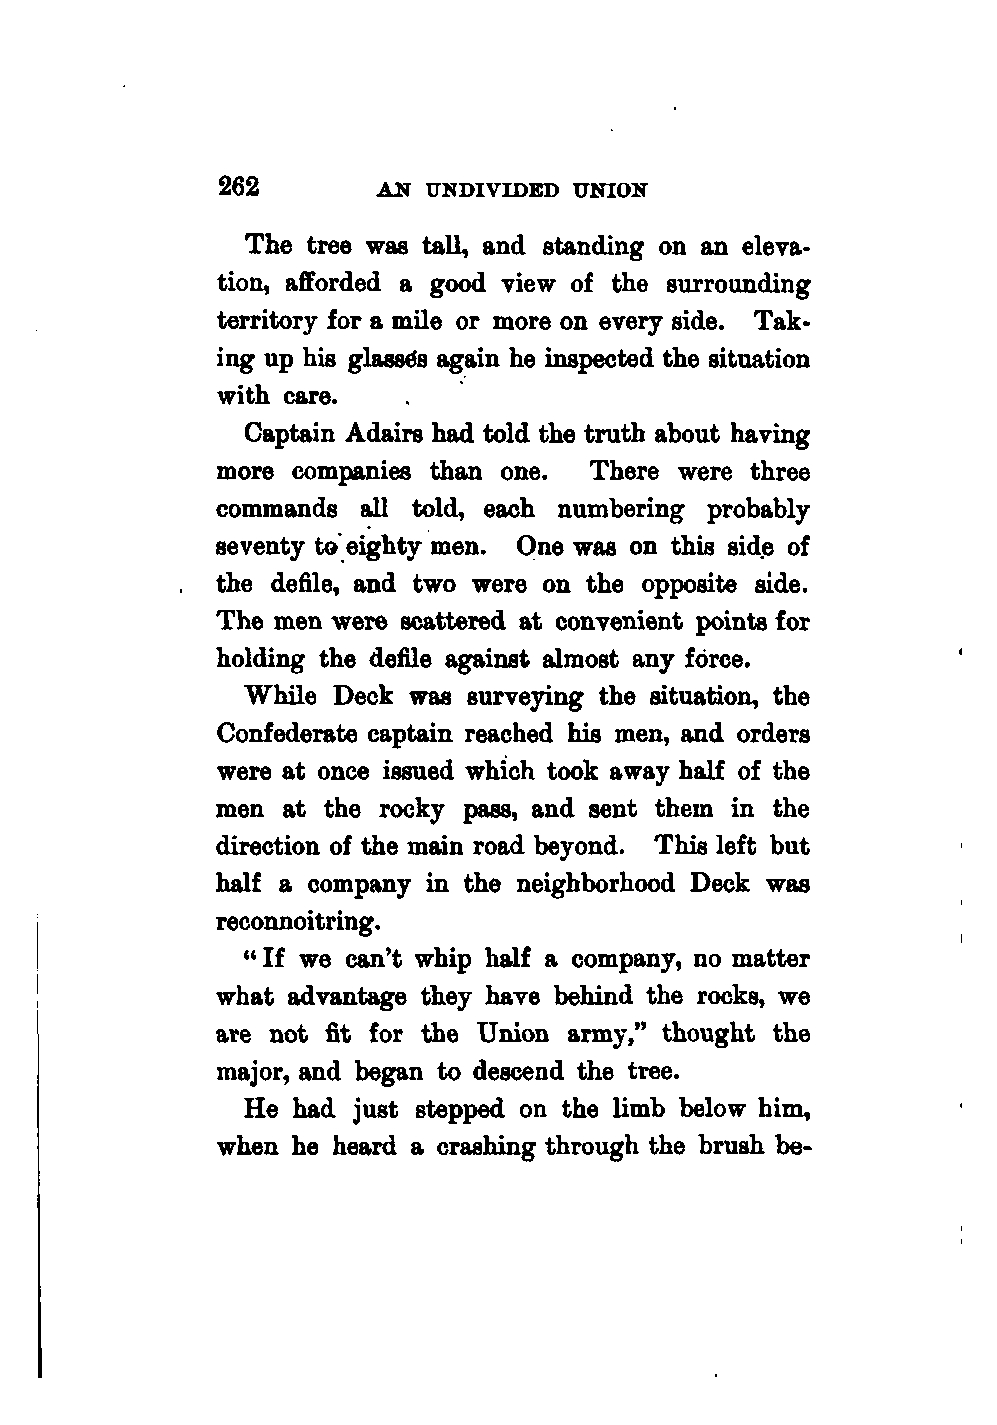 262 AN UNDIVIDED UNION
The tree was tall, and standing on an eleva-
tion, afforded a good view of the surrounding
territory for a mile or more on every side. Tak-
ing up his glasses again he inspected the situation
with care.
Captain Adairs had told the truth about having
more companies than one. There were three
commands all told, each numbering probably
seventy to eighty men. One was on this side of
the defile, and two were on the opposite side.
The men were scattered at convenient points for
holding the defile against almost any force.
While Deck was surveying the situation, the
Confederate captain reached his men, and orders
were at once issued which took away half of the
men at the rocky pass, and sent them in the
direction of the main road beyond. This left but
half a company in the neighborhood Deck was
reconnoitring.
"If we can't whip half a company, no matter
what advantage they have behind the rocks, we
are not fit for the Union army," thought the
major, and began to descend the tree.
He had just stepped on the limb below him,
when he heard a crashing through the brush be-